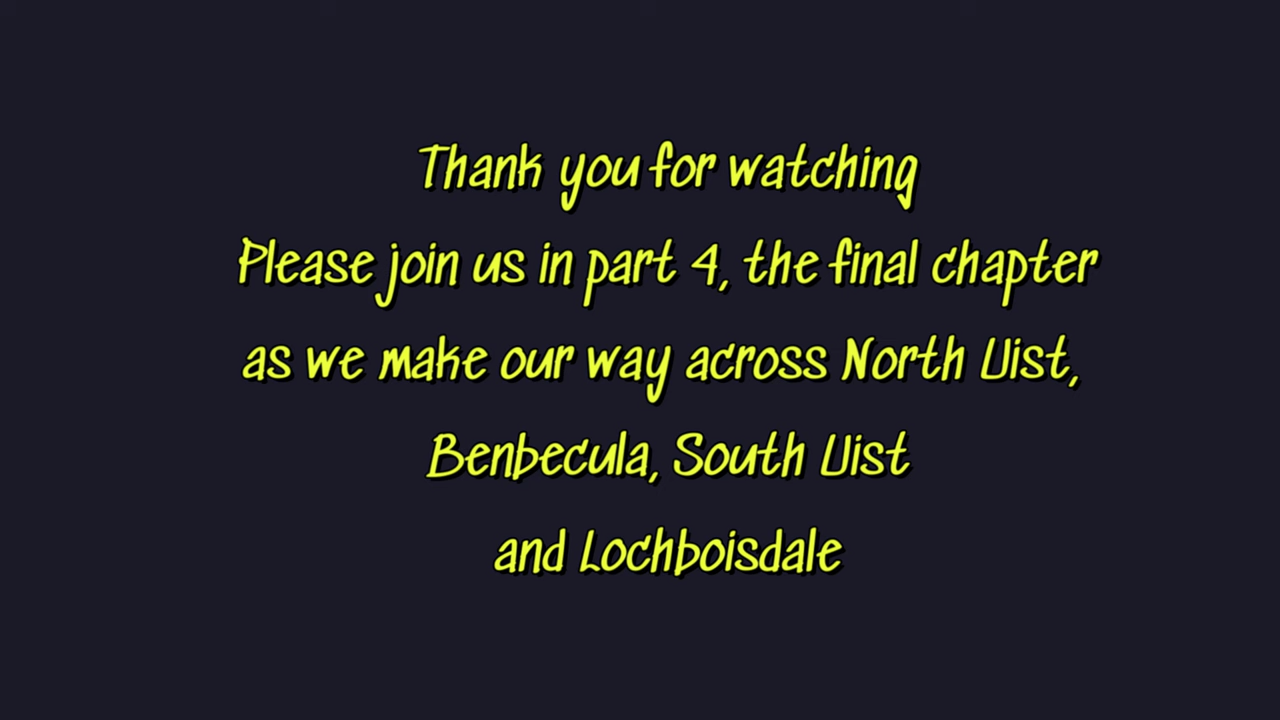 Thank you for watching
Please join us in part 4, the final chapter
as we make our way across North Uist,
Benbecula, South Uist
and Lochboisdale